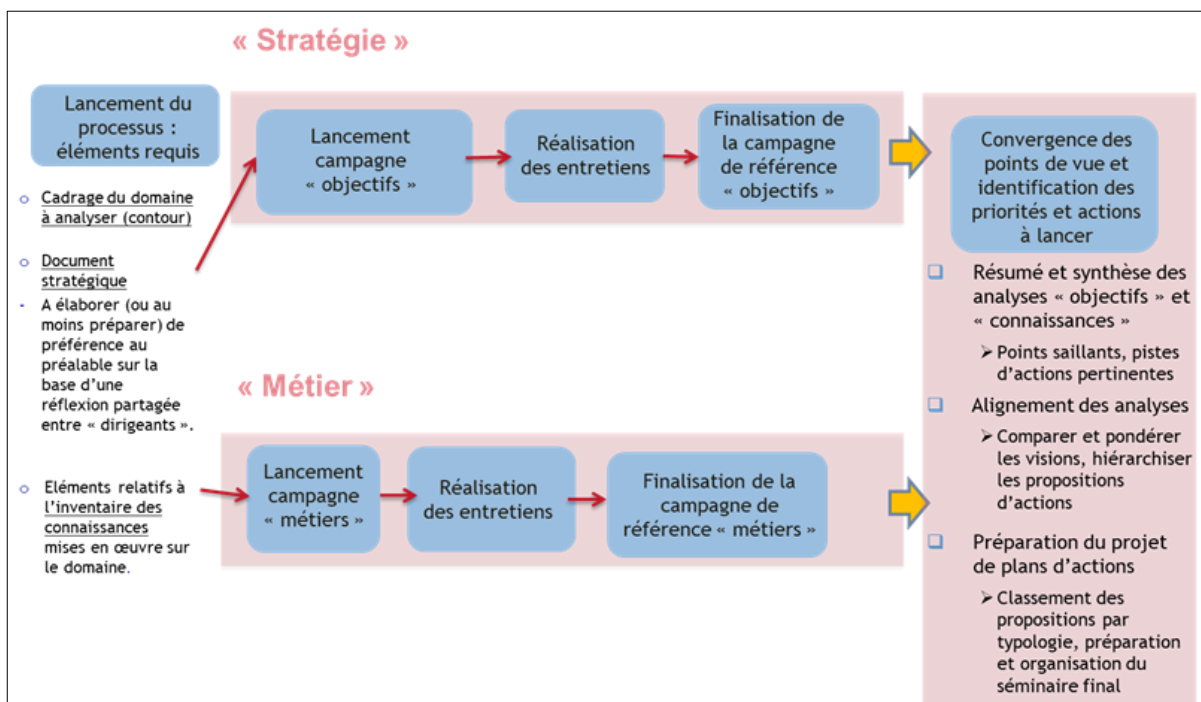 « Stratégie »
Lancement du
processus :
éléments requis
Lancement
campagne
« objectifs »
Réalisation
des entretiens
Finalisation de
la campagne
de référence
« objectifs »
Convergence des
points de vue et
identification des
priorités et actions
à lancer
Cadrage du domaine
à analyser (contour)
Document
stratégique
- A élaborer (ou au
moins préparer) de
préférence au
préalable sur la
base d’une
réflexion partagée
entre « dirigeants ».
Eléments relatifs à
l’inventaire des
connaissances
mises en œuvre sur
le domaine.
« Métier »
Lancement
campagne
« métiers »
Réalisation
des entretiens
Finalisation de la
campagne de
référence « métiers »
Résumé et synthèse des
analyses « objectifs » et
« connaissances »
Points saillants, pistes
d’actions pertinentes
Alignement des analyses
Comparer et pondérer
les visions, hiérarchiser
les propositions
d’actions
Préparation du projet
de plans d’actions
Classement des
propositions par
typologie, préparation
et organisation du
séminaire final